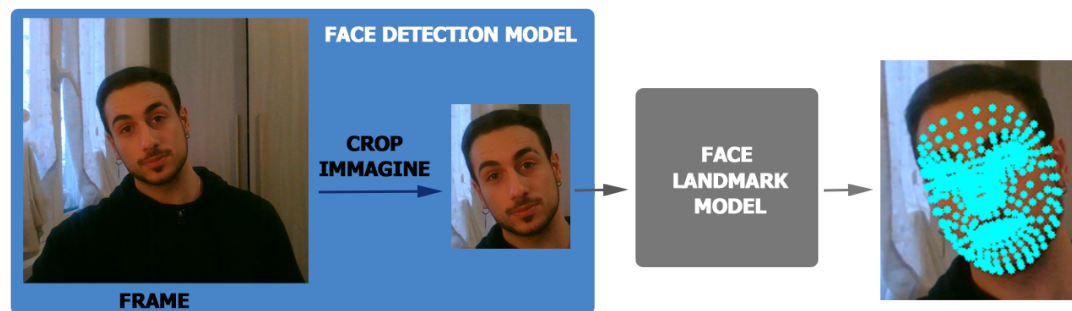 FACE DETECTION MODEL
CROP
IMMAGINE
FRAME
FACE
LANDMARK
MODEL